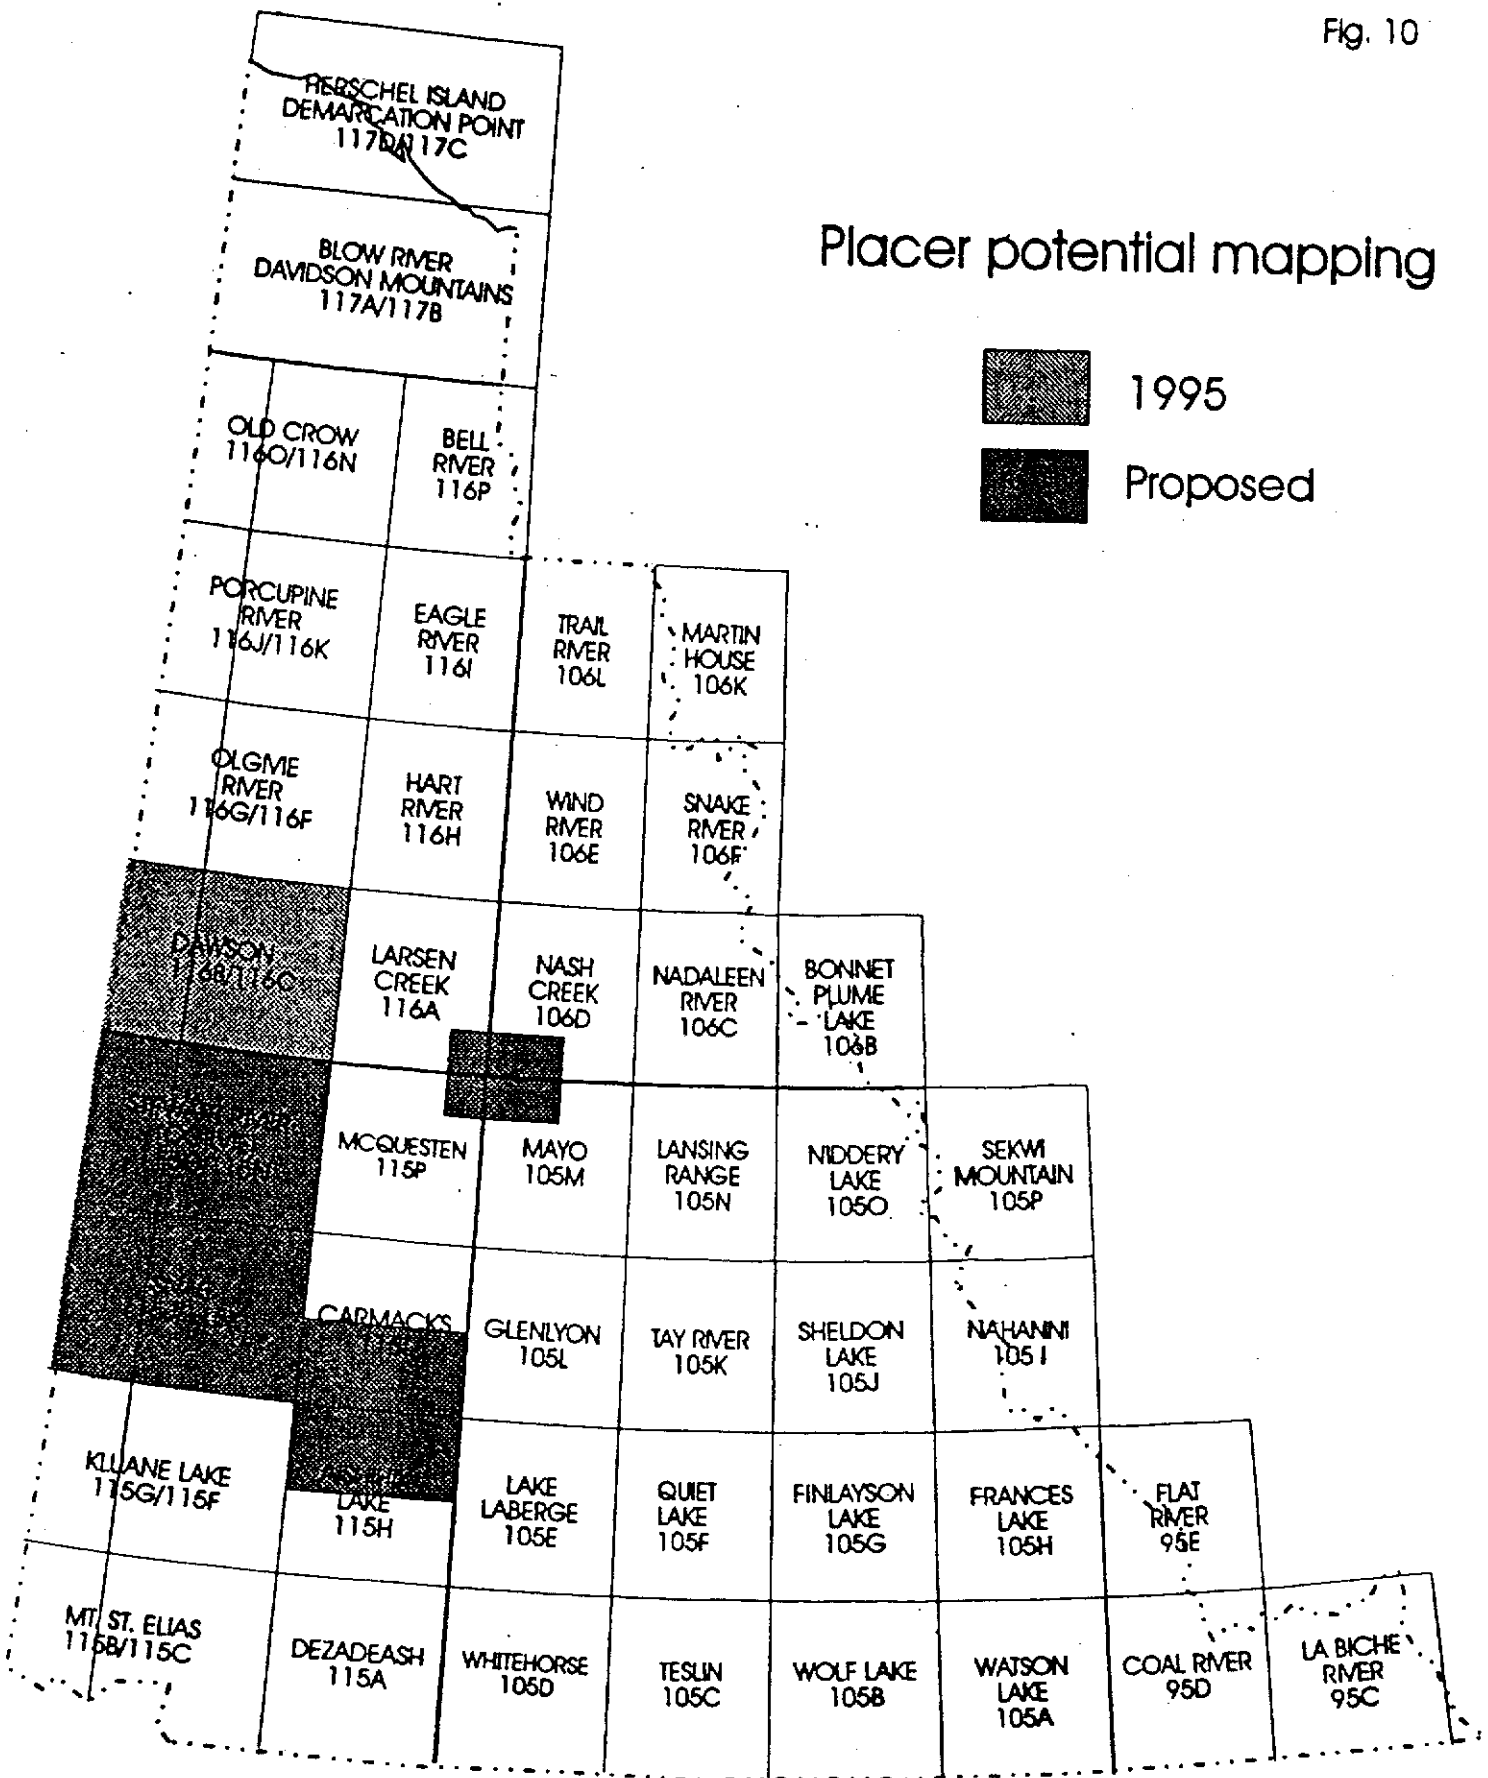 Fig. 10
HERSCHEL ISLAND
DEMARCATION POINT
117D/117C
Placer potential mapping
BLOW RIVER
DAVIDSON MOUNTAINS
117A/117B
1995
Proposed
OLD CROW
116O/116N
BELL
RIVER
116P
PORCUPINE
RIVER
116J/116K
EAGLE
RIVER
116I
TRAIL
RIVER
106L
MARTIN
HOUSE
106K
OLGIVIE
RIVER
116G/116F
HART
RIVER
116H
WIND
RIVER
106E
SNAKE
RIVER
106F
DAWSON
116B/116C
LARSEN
CREEK
116A
NASH
CREEK
106D
NADALEEN
RIVER
106C
BONNET
PLUME
LAKE
106B
MCQUESTEN
115P
MAYO
105M
LANSING
RANGE
105N
NIDDERY
LAKE
105O
SEKWI
MOUNTAIN
105P
CARMACKS
GLENLYON
105L
TAY RIVER
105K
SHELDON
LAKE
105J
NAHANNI
105 I
KLUANE LAKE
115G/115F
LAKE
115H
LAKE
LABERGE
105E
QUIET
LAKE
105F
FINLAYSON
LAKE
105G
FRANCES
LAKE
105H
FLAT
RIVER
95E
MT. ST. ELIAS
115B/115C
DEZADEASH
115A
WHITEHORSE
105D
TESLIN
105C
WOLF LAKE
105B
WATSON
LAKE
105A
COAL RIVER
95D
LA BICHE
RIVER
95C